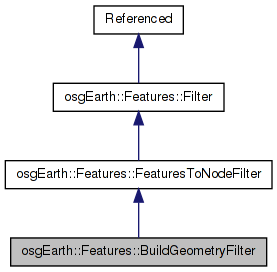 Referenced
osgEarth::Features::Filter
osgEarth::Features::FeaturesToNodeFilter
osgEarth::Features::BuildGeometryFilter